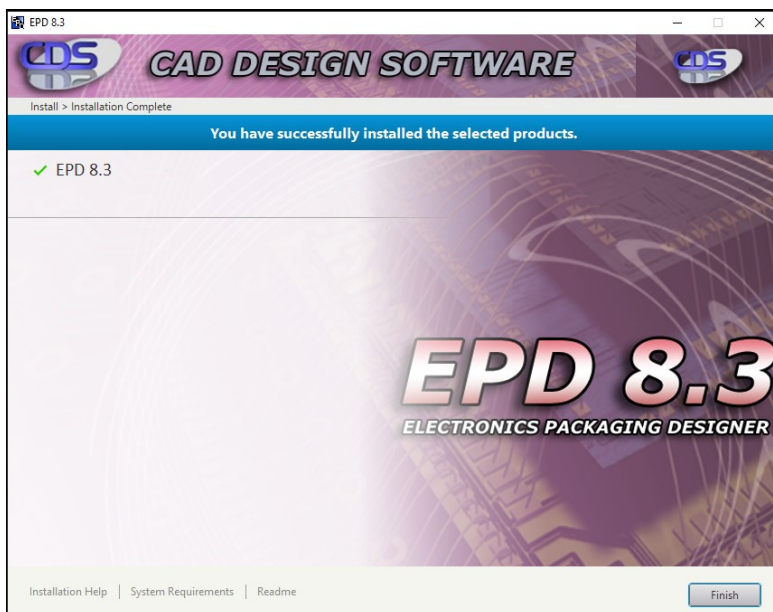 EPD 8.3
CDS CAD DESIGN SOFTWARE CDS
Install > Installation Complete
You have successfully installed the selected products.
EPD 8.3
EPD 8.3
ELECTRONICS PACKAGING DESIGNER
Installation Help | System Requirements | Readme
Finish